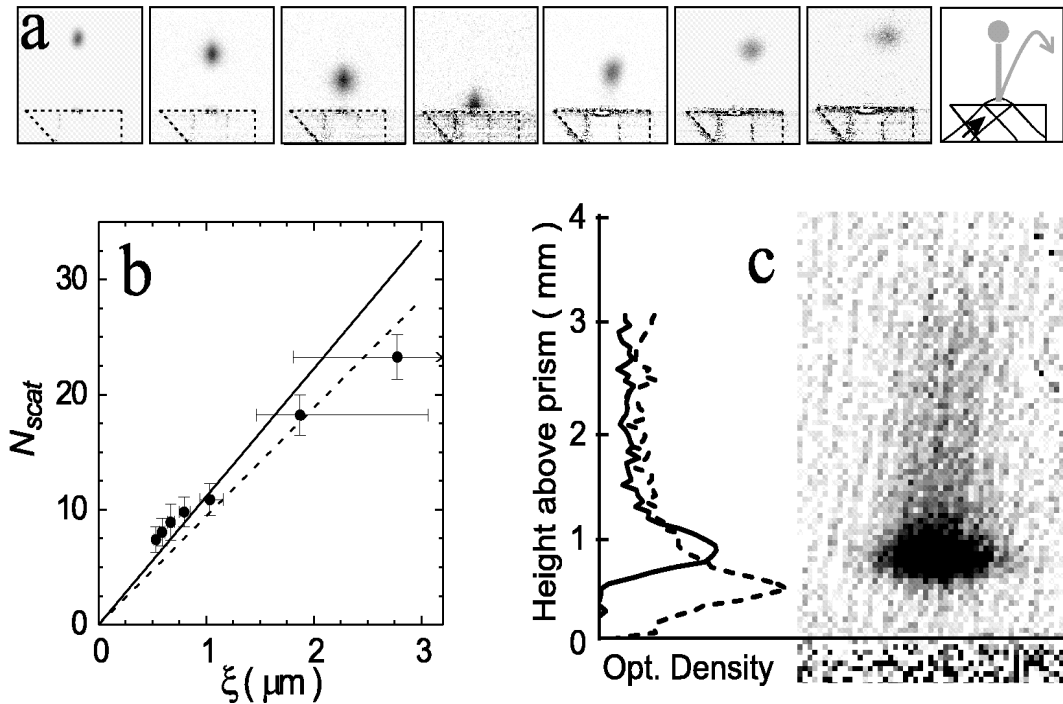 a
b
30
20
10
0
N_scat
0 1 2 3
ξ ( μm )
c
4
3
2
1
0
Height above prism ( mm )
Opt. Density